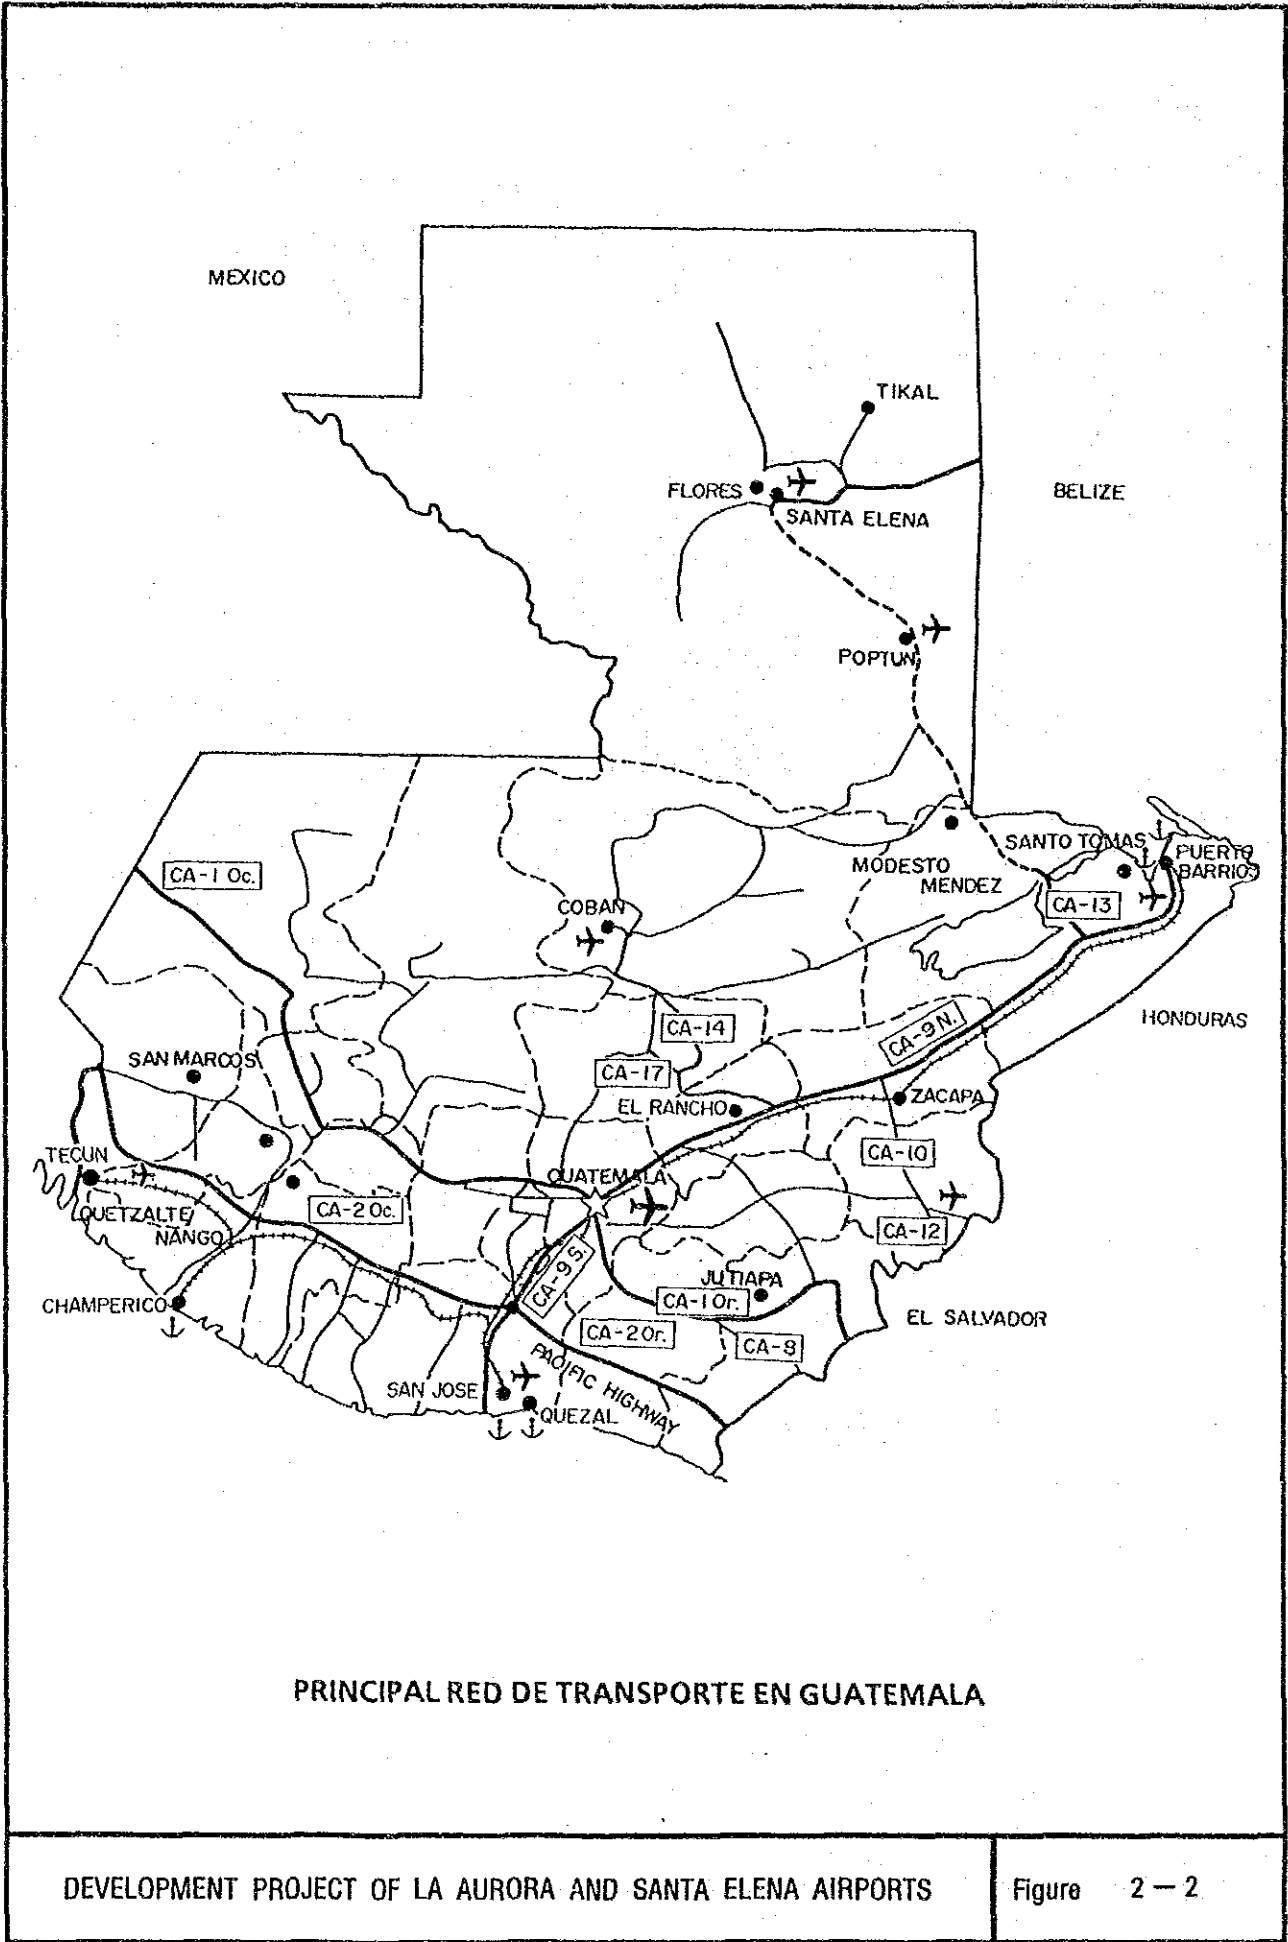 MEXICO
TIKAL
FLORES
BELIZE
SANTA ELENA
POPTUN
SANTO TOMAS
PUERTO
BARRIOS
MODESTO
MENDEZ
CA-1 Oc.
CA-13
COBAN
CA-14
CA-9 N.
HONDURAS
SAN MARCOS
CA-17
EL RANCHO
ZACAPA
TECUN
CA-10
GUATEMALA
QUETZALTE
NANGO
CA-2 Oc.
CA-12
CA-9 S.
JUTIAPA
CHAMPERICO
CA-1 Or.
EL SALVADOR
CA-2 Or.
CA-8
PACIFIC HIGHWAY
SAN JOSE
QUEZAL
PRINCIPAL RED DE TRANSPORTE EN GUATEMALA
DEVELOPMENT PROJECT OF LA AURORA AND SANTA ELENA AIRPORTS
Figure 2 — 2